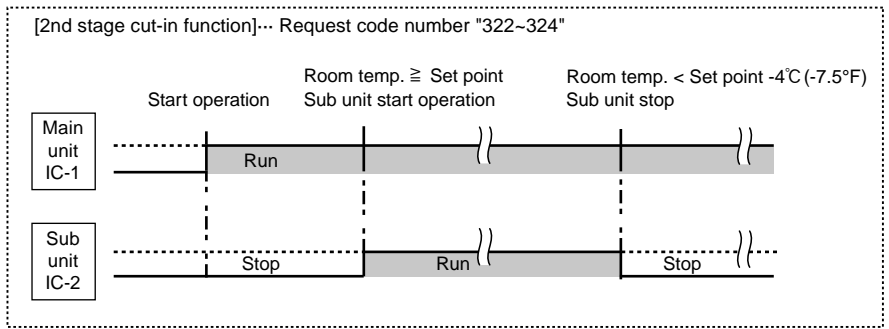 [2nd stage cut-in function]··· Request code number "322~324"
Room temp. ≧ Set point
Room temp. < Set point -4℃ (-7.5°F)
Start operation
Sub unit start operation
Sub unit stop
Main
unit
IC-1
Run
Sub
unit
IC-2
Stop
Run
Stop